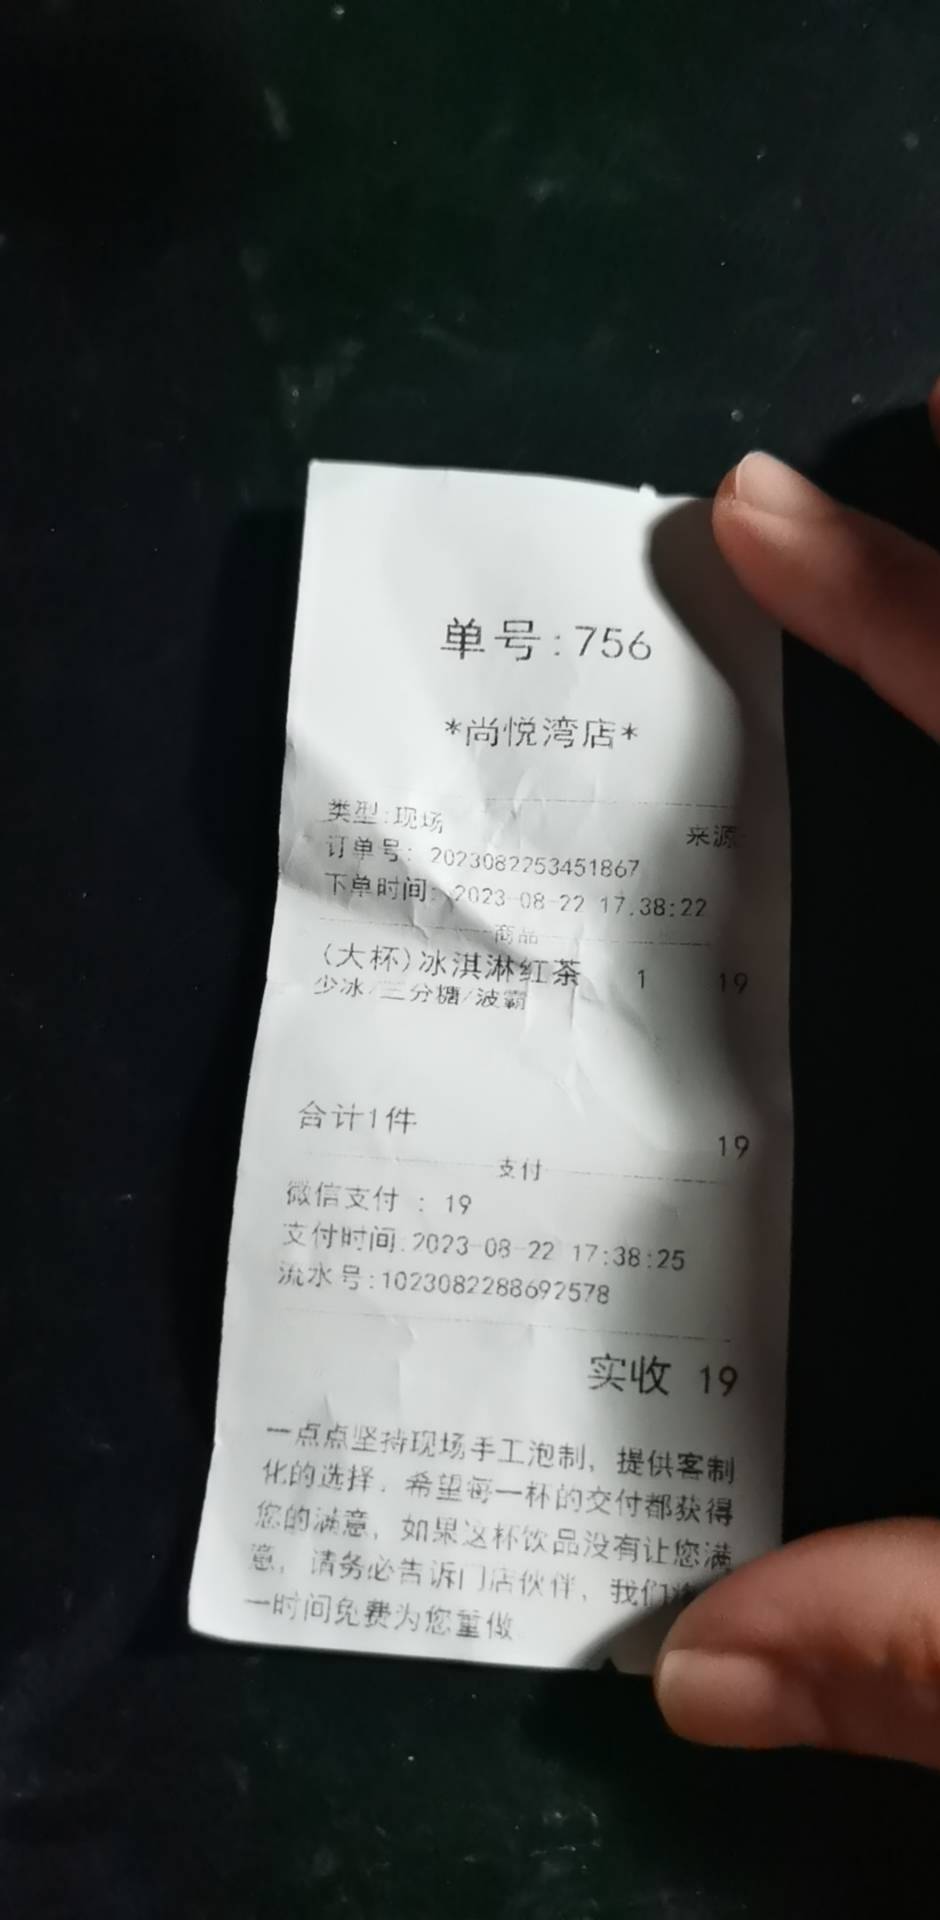 单号:756
*尚悦湾店*
类型:现场 来源:
订单号: 2023082253451867
下单时间: 2023-08-22 17:38:22
商品
(大杯)冰淇淋红茶 1 19
少冰/三分糖/波霸
合计1件 19
支付
微信支付 : 19
支付时间:2023-08-22 17:38:25
流水号:1023082288692578
实收 19
一点点坚持现场手工泡制，提供客制
化的选择，希望每一杯的交付都获得
您的满意，如果这杯饮品没有让您满
意，请务必告诉门店伙伴，我们
一时间免费为您重做